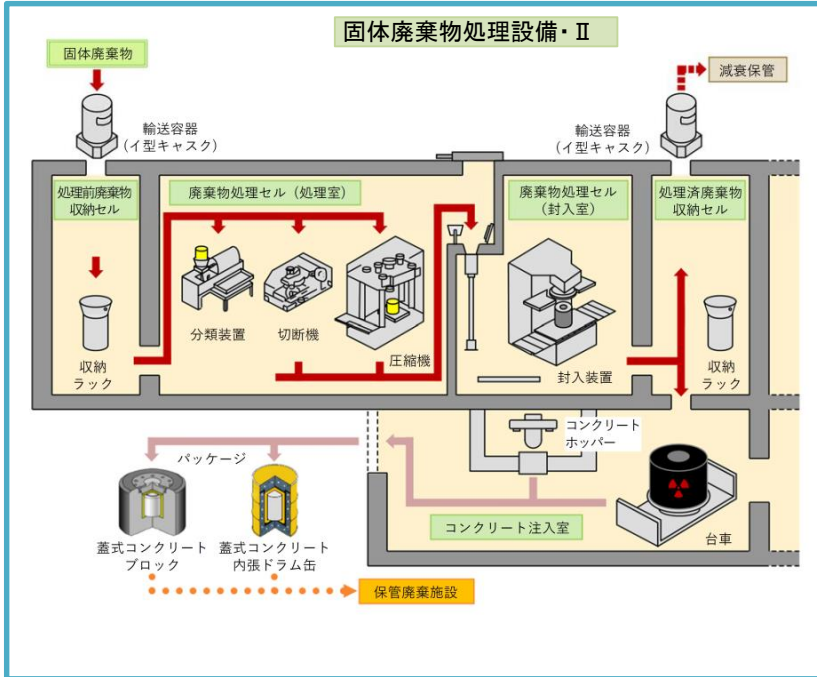 固体廃棄物処理設備・Ⅱ
固体廃棄物
減衰保管
輸送容器
（イ型キャスク）
輸送容器
（イ型キャスク）
処理前廃棄物
収納セル
廃棄物処理セル（処理室）
廃棄物処理セル
（封入室）
処理済廃棄物
収納セル
分類装置
切断機
圧縮機
収納
ラック
封入装置
収納
ラック
コンクリート
ホッパー
パッケージ
コンクリート注入室
台車
蓋式コンクリート
ブロック
蓋式コンクリート
内張ドラム缶
保管廃棄施設